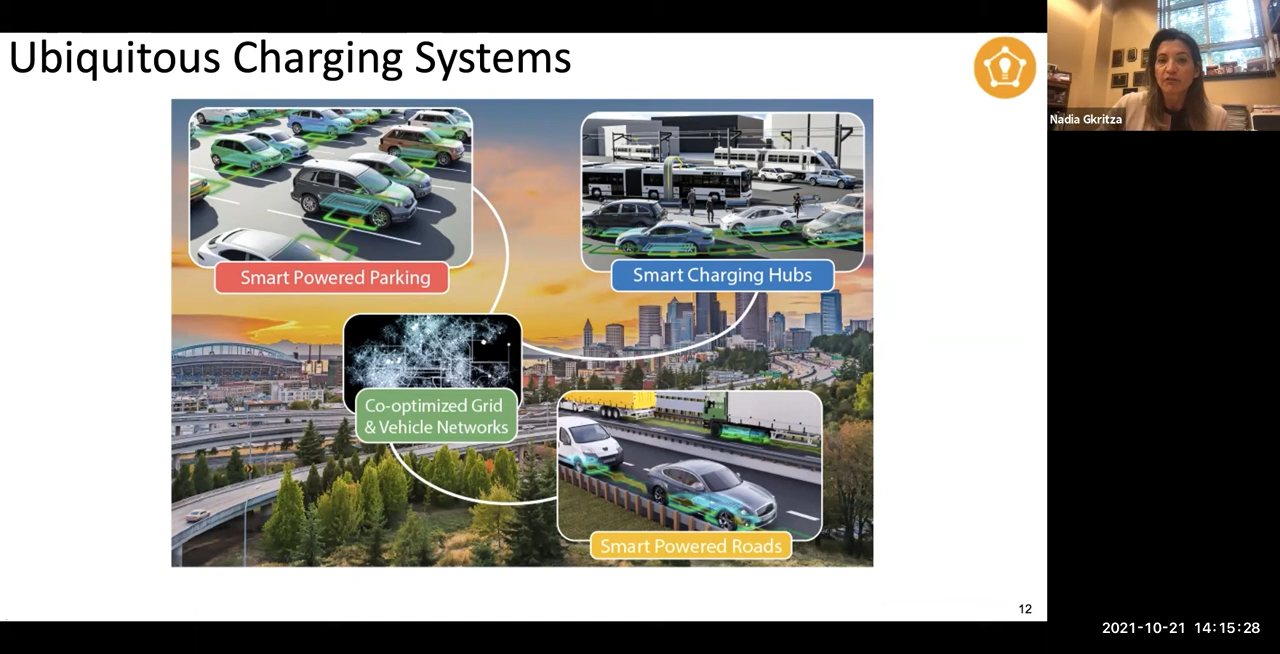 Ubiquitous Charging Systems
Nadia Gkritza
Smart Powered Parking
Smart Charging Hubs
Co-optimized Grid
& Vehicle Networks
Smart Powered Roads
12
2021-10-21 14:15:28